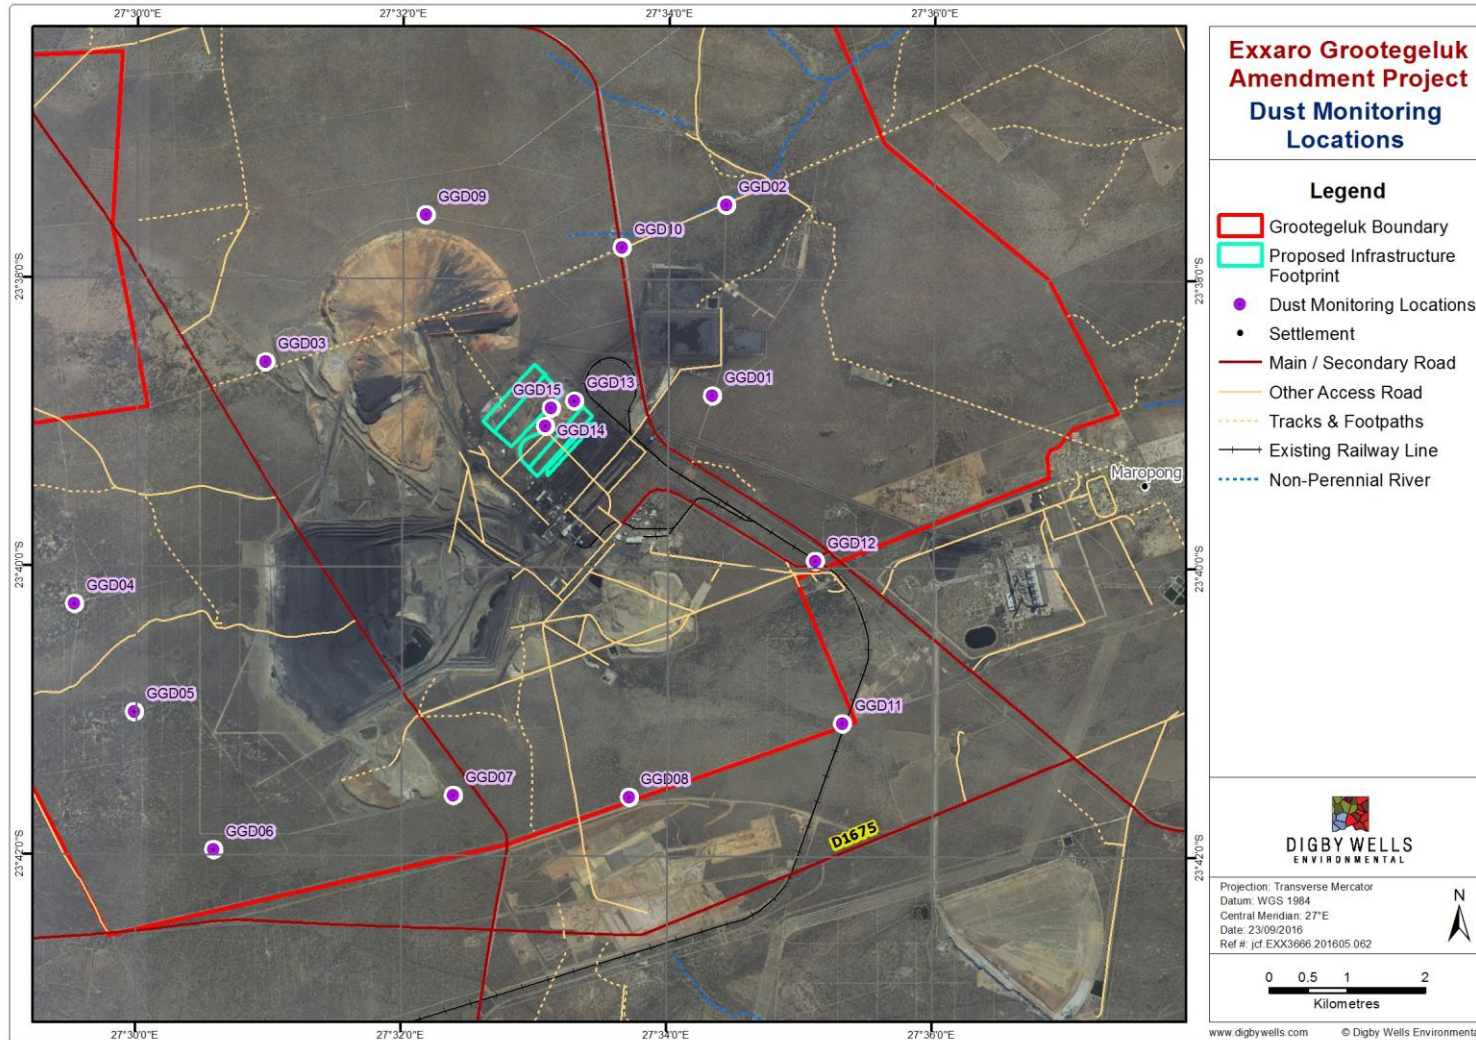 27°30'0"E
27°32'0"E
27°34'0"E
27°36'0"E
Exxaro Grootegeluk
Amendment Project
Dust Monitoring
Locations
Legend
Grootegeluk Boundary
Proposed Infrastructure
Footprint
Dust Monitoring Locations
Settlement
Main / Secondary Road
Other Access Road
Tracks & Footpaths
Existing Railway Line
Non-Perennial River
GGD02
GGD09
GGD10
23°38'0"S
23°38'0"S
GGD03
GGD13
GGD01
GGD15
GGD14
Maropong
GGD12
23°40'0"S
23°40'0"S
GGD04
GGD05
GGD11
GGD07
GGD08
D1675
GGD06
23°42'0"S
23°42'0"S
DIGBY WELLS
ENVIRONMENTAL
Projection: Transverse Mercator
Datum: WGS 1984
Central Meridian: 27°E
Date: 23/09/2016
Ref #: jcf.EXX3666.201605.062
N
0 0.5 1 2
Kilometres
27°30'0"E
27°32'0"E
27°34'0"E
27°36'0"E
www.digbywells.com
© Digby Wells Environmenta